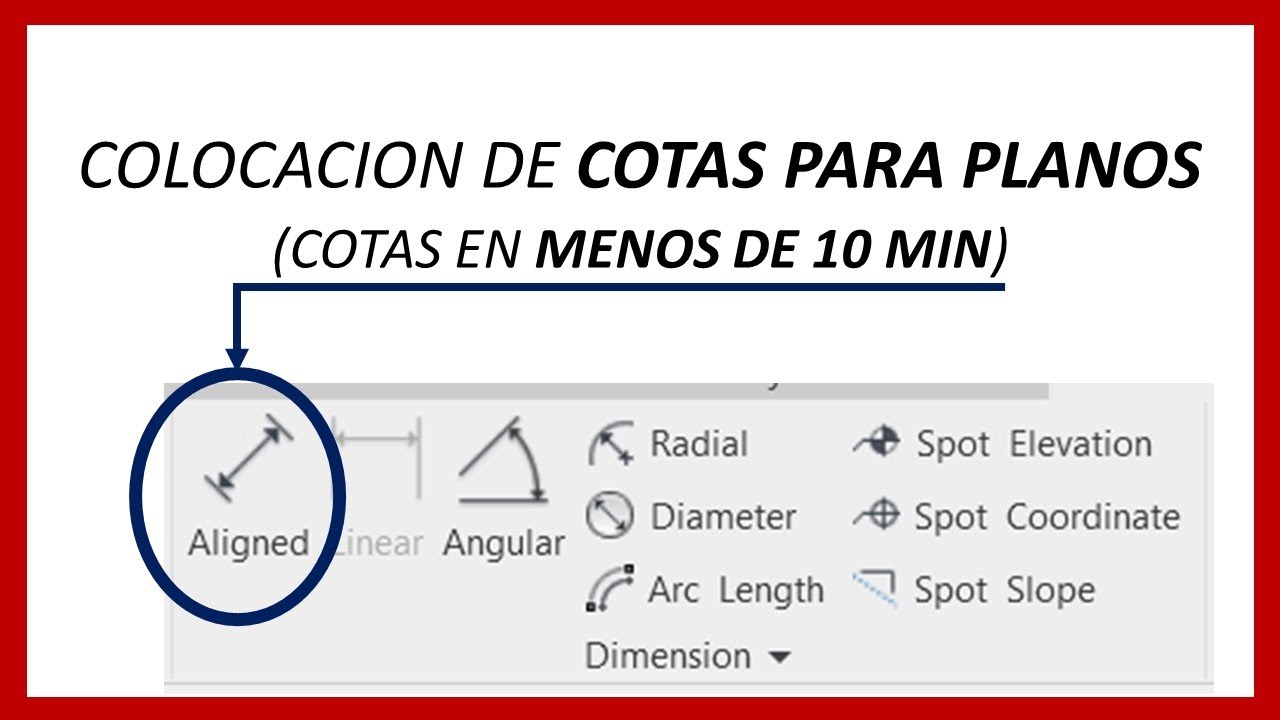 COLOCACION DE COTAS PARA PLANOS
(COTAS EN MENOS DE 10 MIN)
Aligned
Linear
Angular
Radial
Diameter
Arc Length
Spot Elevation
Spot Coordinate
Spot Slope
Dimension